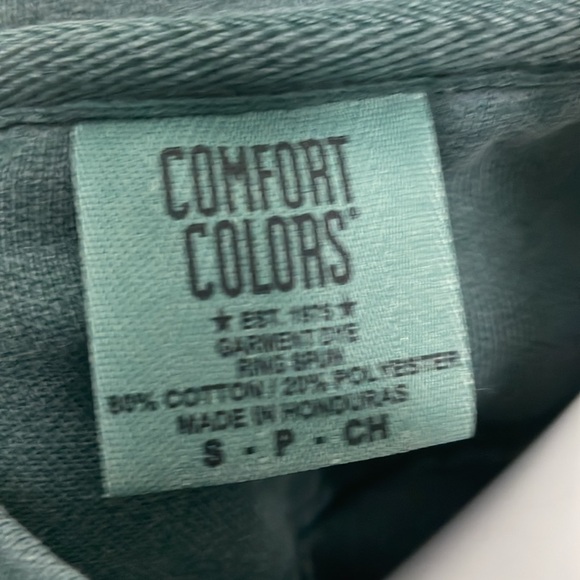 COMFORT
COLORS®
★ EST. 1975 ★
GARMENT DYE
RING SPUN
80% COTTON / 20% POLYESTER
MADE IN HONDURAS
S - P - CH